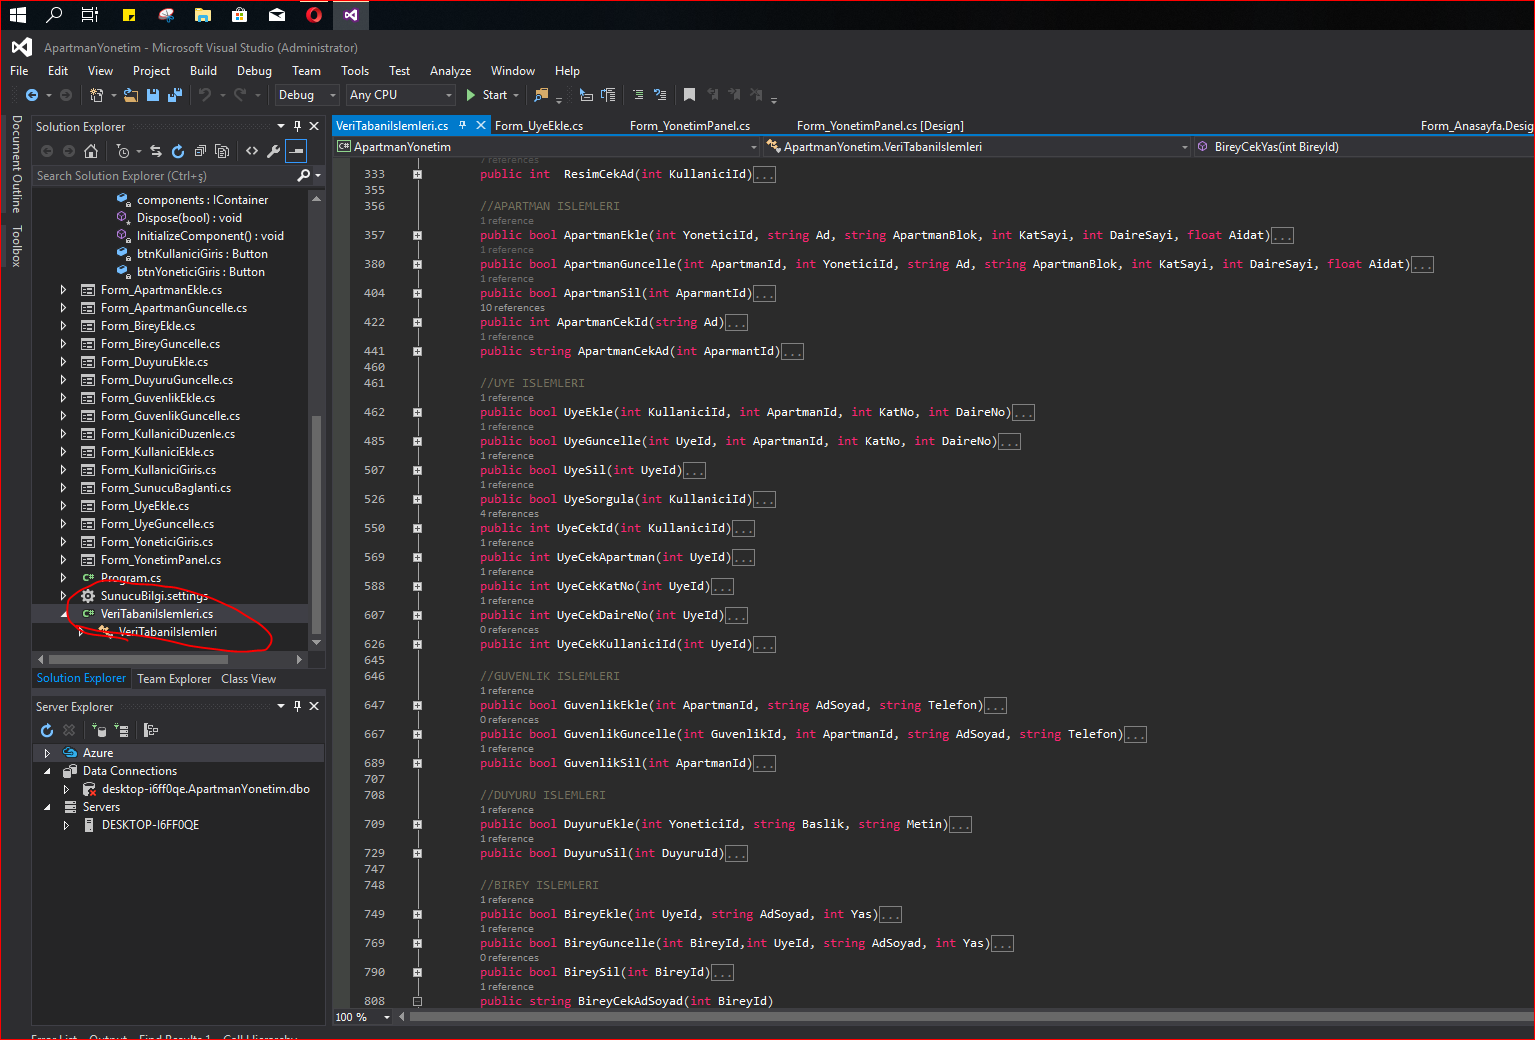 ApartmanYonetim - Microsoft Visual Studio (Administrator)
File Edit View Project Build Debug Team Tools Test Analyze Window Help
Debug Any CPU Start
Document Outline
Toolbox
Solution Explorer
Search Solution Explorer (Ctrl+ş)
components : IContainer
Dispose(bool) : void
InitializeComponent() : void
btnKullaniciGiris : Button
btnYoneticiGiris : Button
Form_ApartmanEkle.cs
Form_ApartmanGuncelle.cs
Form_BireyEkle.cs
Form_BireyGuncelle.cs
Form_DuyuruEkle.cs
Form_DuyuruGuncelle.cs
Form_GuvenlikEkle.cs
Form_GuvenlikGuncelle.cs
Form_KullaniciDuzenle.cs
Form_KullaniciEkle.cs
Form_KullaniciGiris.cs
Form_SunucuBaglanti.cs
Form_UyeEkle.cs
Form_UyeGuncelle.cs
Form_YoneticiGiris.cs
Form_YonetimPanel.cs
C# Program.cs
SunucuBilgi.settings
C# VeriTabaniIslemleri.cs
VeriTabaniIslemleri
Solution Explorer Team Explorer Class View
Server Explorer
Azure
Data Connections
desktop-i6ff0qe.ApartmanYonetim.dbo
Servers
DESKTOP-I6FF0QE
VeriTabaniIslemleri.cs Form_UyeEkle.cs Form_YonetimPanel.cs Form_YonetimPanel.cs [Design] Form_Anasayfa.cs
C# ApartmanYonetim ApartmanYonetim.VeriTabaniIslemleri BireyCekYas(int BireyId)
7 references
333 public int ResimCekAd(int KullaniciId)...
355
356 //APARTMAN ISLEMLERI
1 reference
357 public bool ApartmanEkle(int YoneticiId, string Ad, string ApartmanBlok, int KatSayi, int DaireSayi, float Aidat)...
1 reference
380 public bool ApartmanGuncelle(int ApartmanId, int YoneticiId, string Ad, string ApartmanBlok, int KatSayi, int DaireSayi, float Aidat)...
1 reference
404 public bool ApartmanSil(int AparmantId)...
10 references
422 public int ApartmanCekId(string Ad)...
1 reference
441 public string ApartmanCekAd(int AparmantId)...
460
461 //UYE ISLEMLERI
1 reference
462 public bool UyeEkle(int KullaniciId, int ApartmanId, int KatNo, int DaireNo)...
1 reference
485 public bool UyeGuncelle(int UyeId, int ApartmanId, int KatNo, int DaireNo)...
1 reference
507 public bool UyeSil(int UyeId)...
1 reference
526 public bool UyeSorgula(int KullaniciId)...
4 references
550 public int UyeCekId(int KullaniciId)...
1 reference
569 public int UyeCekApartman(int UyeId)...
1 reference
588 public int UyeCekKatNo(int UyeId)...
1 reference
607 public int UyeCekDaireNo(int UyeId)...
0 references
626 public int UyeCekKullaniciId(int UyeId)...
645
646 //GUVENLIK ISLEMLERI
1 reference
647 public bool GuvenlikEkle(int ApartmanId, string AdSoyad, string Telefon)...
0 references
667 public bool GuvenlikGuncelle(int GuvenlikId, int ApartmanId, string AdSoyad, string Telefon)...
1 reference
689 public bool GuvenlikSil(int ApartmanId)...
707
708 //DUYURU ISLEMLERI
1 reference
709 public bool DuyuruEkle(int YoneticiId, string Baslik, string Metin)...
1 reference
729 public bool DuyuruSil(int DuyuruId)...
747
748 //BIREY ISLEMLERI
1 reference
749 public bool BireyEkle(int UyeId, string AdSoyad, int Yas)...
1 reference
769 public bool BireyGuncelle(int BireyId,int UyeId, string AdSoyad, int Yas)...
0 references
790 public bool BireySil(int BireyId)...
1 reference
808 public string BireyCekAdSoyad(int BireyId)
100 %
Error List Output Find Results 1 Call Hierarchy